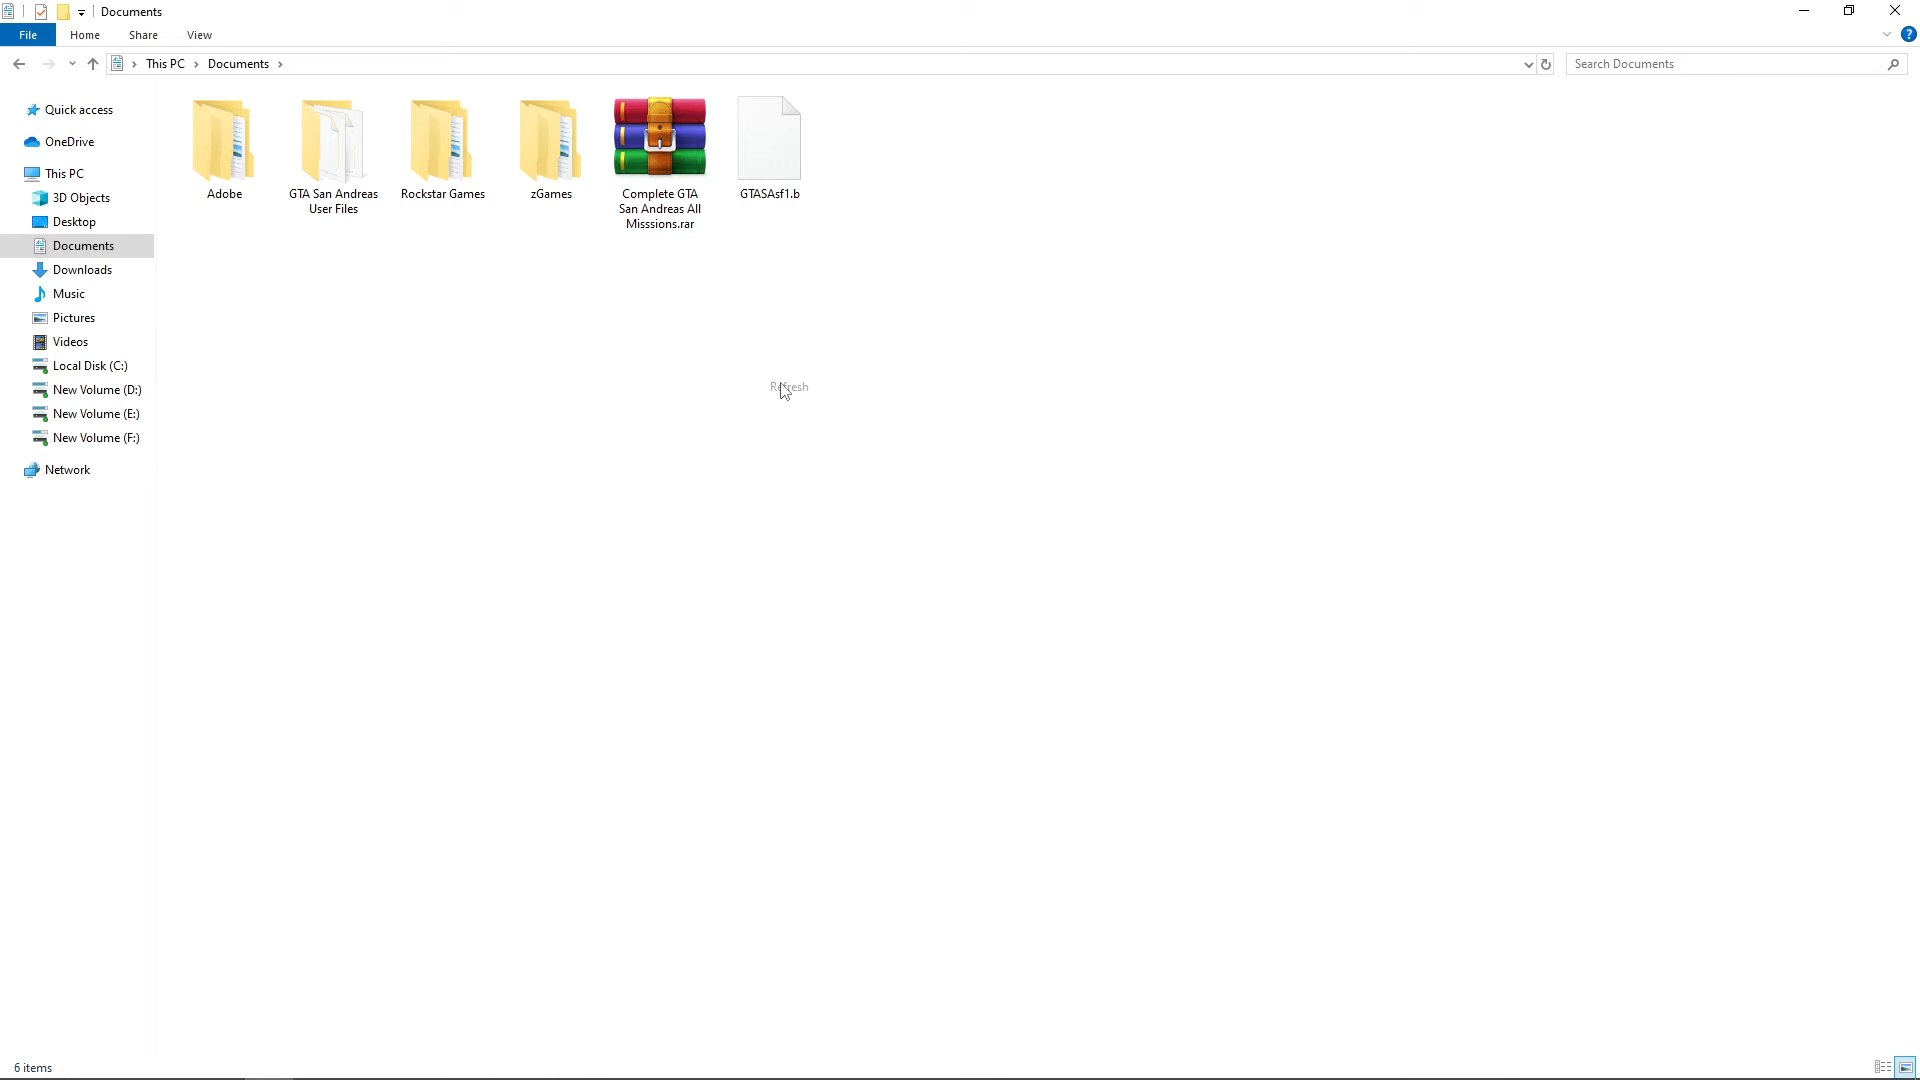 Documents
File Home Share View
This PC Documents
Search Documents
Quick access
OneDrive
This PC
3D Objects
Desktop
Documents
Downloads
Music
Pictures
Videos
Local Disk (C:)
New Volume (D:)
New Volume (E:)
New Volume (F:)
Network
Adobe
GTA San Andreas
User Files
Rockstar Games
zGames
Complete GTA
San Andreas All
Misssions.rar
GTASAsf1.b
Refresh
6 items